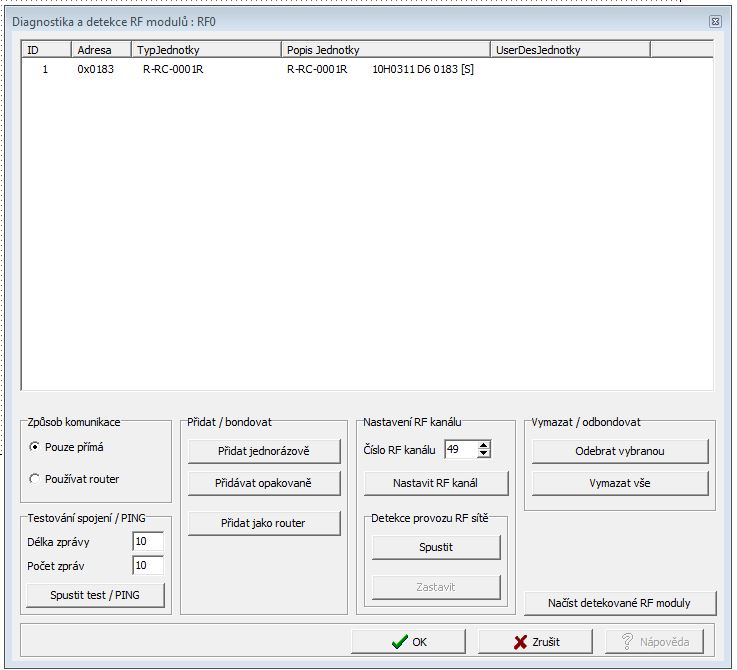 Diagnostika a detekce RF modulů : RF0
ID Adresa TypJednotky Popis Jednotky UserDesJednotky
1 0x0183 R-RC-0001R R-RC-0001R 10H0311 D6 0183 [S]
Způsob komunikace
Pouze přímá
Používat router
Testování spojení / PING
Délka zprávy 10
Počet zpráv 10
Spustit test / PING
Přidat / bondovat
Přidat jednorázově
Přidávat opakovaně
Přidat jako router
Nastavení RF kanálu
Číslo RF kanálu 49
Nastavit RF kanál
Detekce provozu RF sítě
Spustit
Zastavit
Vymazat / odbondovat
Odebrat vybranou
Vymazat vše
Načíst detekované RF moduly
OK
Zrušit
Nápověda